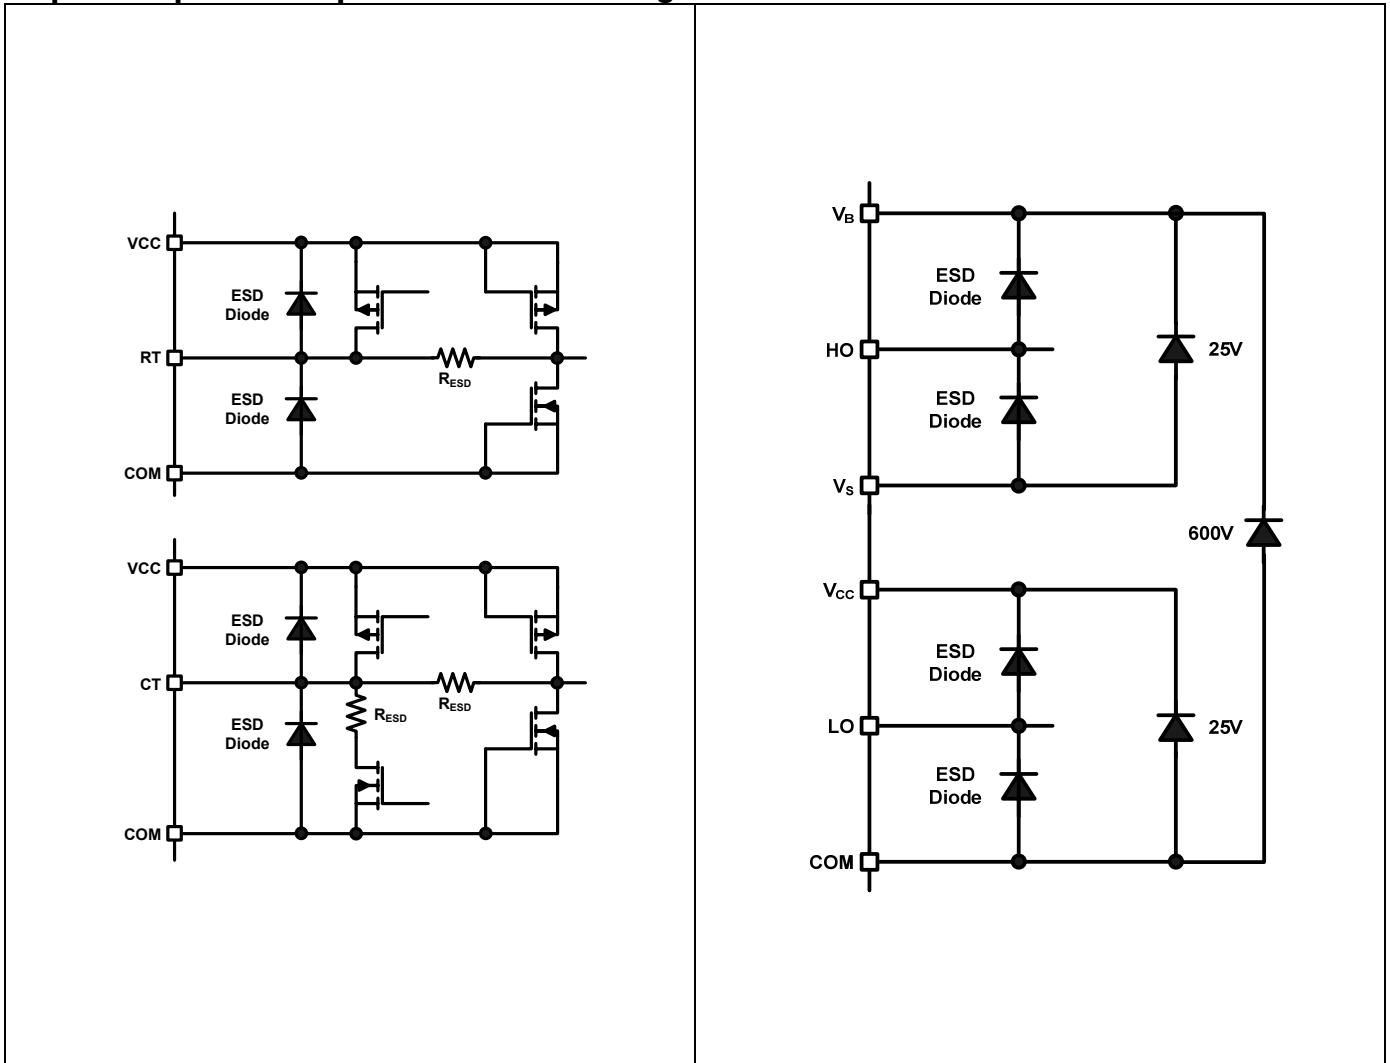 VCC
ESD
Diode
RT
RESD
ESD
Diode
COM
VCC
ESD
Diode
CT
RESD
RESD
ESD
Diode
COM
VB
ESD
Diode
HO
25V
ESD
Diode
VS
600V
VCC
ESD
Diode
LO
25V
ESD
Diode
COM